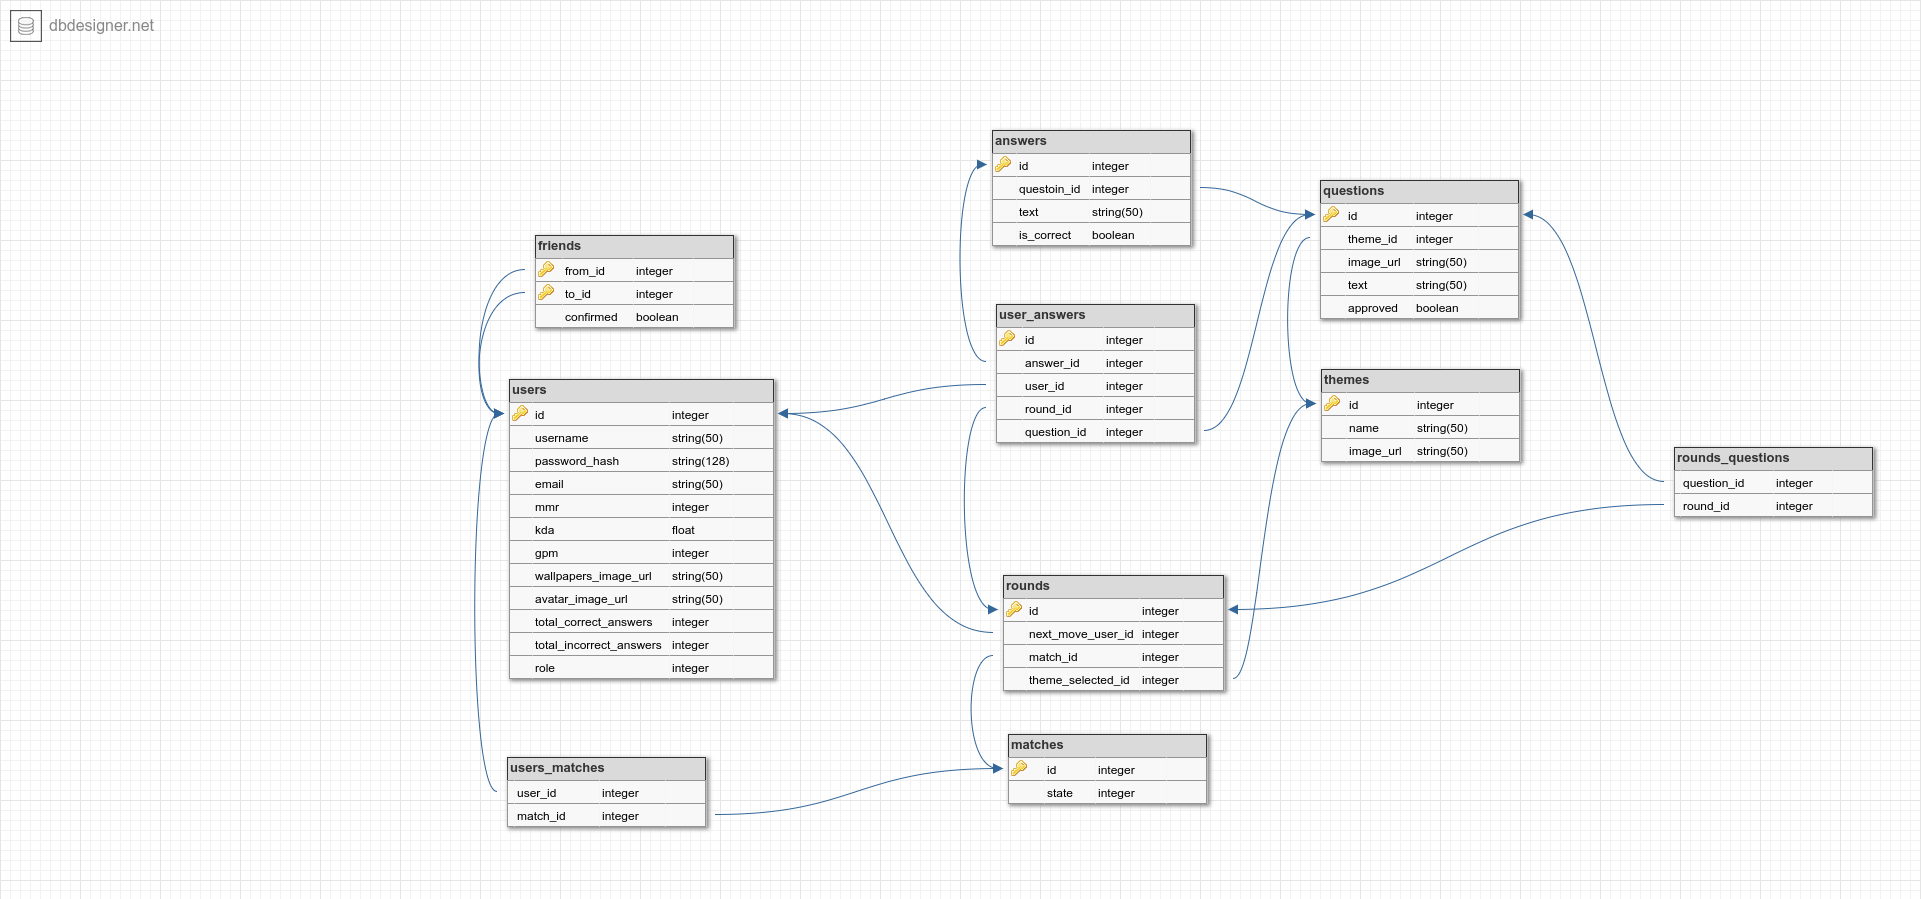 dbdesigner.net
answers
id integer
questoin_id integer
text string(50)
is_correct boolean
questions
id integer
theme_id integer
image_url string(50)
text string(50)
approved boolean
friends
from_id integer
to_id integer
confirmed boolean
user_answers
id integer
answer_id integer
user_id integer
round_id integer
question_id integer
users
id integer
username string(50)
password_hash string(128)
email string(50)
mmr integer
kda float
gpm integer
wallpapers_image_url string(50)
avatar_image_url string(50)
total_correct_answers integer
total_incorrect_answers integer
role integer
themes
id integer
name string(50)
image_url string(50)
rounds_questions
question_id integer
round_id integer
rounds
id integer
next_move_user_id integer
match_id integer
theme_selected_id integer
matches
id integer
state integer
users_matches
user_id integer
match_id integer